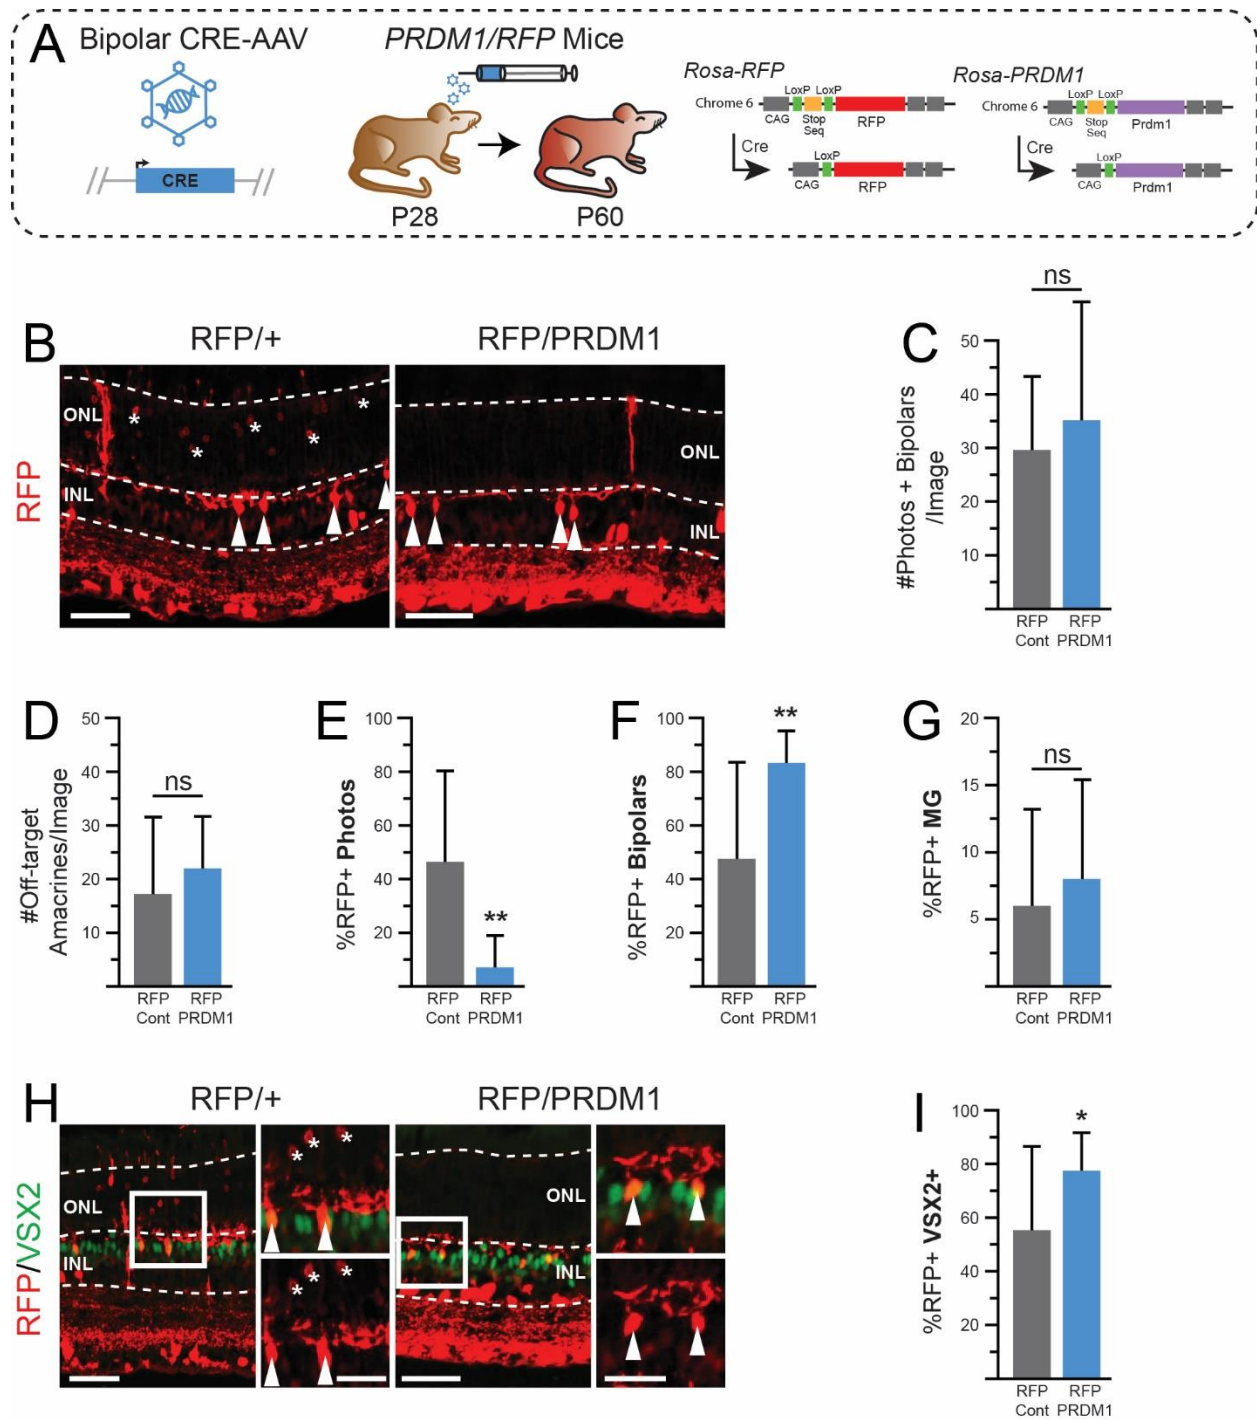 A
Bipolar CRE-AAV
CRE
PRDM1/RFP Mice
P28
P60
Rosa-RFP
LoxP LoxP
Chrome 6
CAG
Stop
Seq
RFP
Cre
LoxP
CAG
RFP
Rosa-PRDM1
LoxP LoxP
Chrome 6
CAG
Stop
Seq
Prdm1
Cre
LoxP
CAG
Prdm1
B
RFP/+
RFP/PRDM1
RFP
ONL
INL
*
*
*
*
*
ONL
INL
C
ns
#Photos + Bipolars
/Image
50
40
30
20
10
RFP
Cont
RFP
PRDM1
D
ns
#Off-target
Amacrines/Image
50
40
30
20
10
RFP
Cont
RFP
PRDM1
E
%RFP+ Photos
100
80
60
40
20
**
RFP
Cont
RFP
PRDM1
F
%RFP+ Bipolars
100
80
60
40
20
**
RFP
Cont
RFP
PRDM1
G
%RFP+ MG
20
15
10
5
ns
RFP
Cont
RFP
PRDM1
H
RFP/+
RFP/PRDM1
RFP/VSX2
ONL
INL
*
*
*
*
*
*
ONL
INL
I
%RFP+ VSX2+
100
80
60
40
20
*
RFP
Cont
RFP
PRDM1